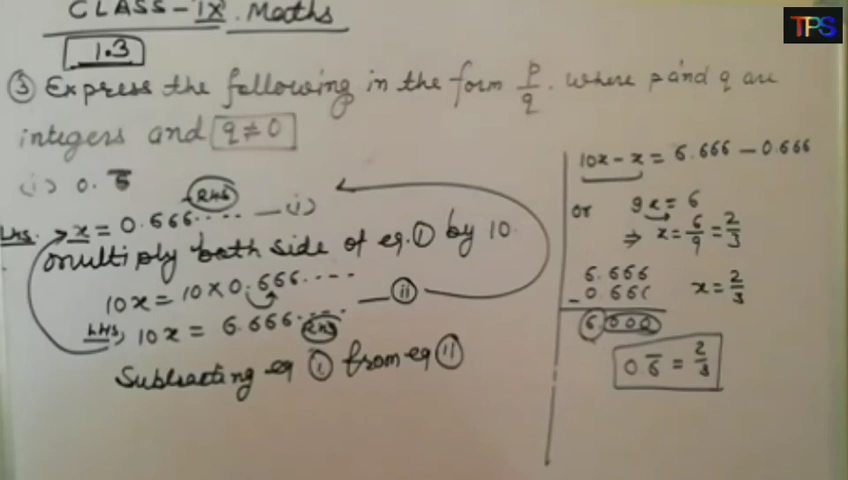 TPS
CLASS-IX. Maths
1.3
③ Express the following in the form p/q. where p and q are
integers and q≠0
(i) 0.6̅
RHS
LHS. x = 0.666.... —(i)
multiply both side of eq.① by 10.
10x = 10×0.666....
LHS, 10x = 6.666.... —(ii)
RHS
Subtracting eq ① from eq ⑪
10x - x = 6.666 - 0.666
or 9x = 6
⇒ x = 6/9 = 2/3
6.666
- 0.666
6.000
x = 2/3
0.6̅ = 2/3